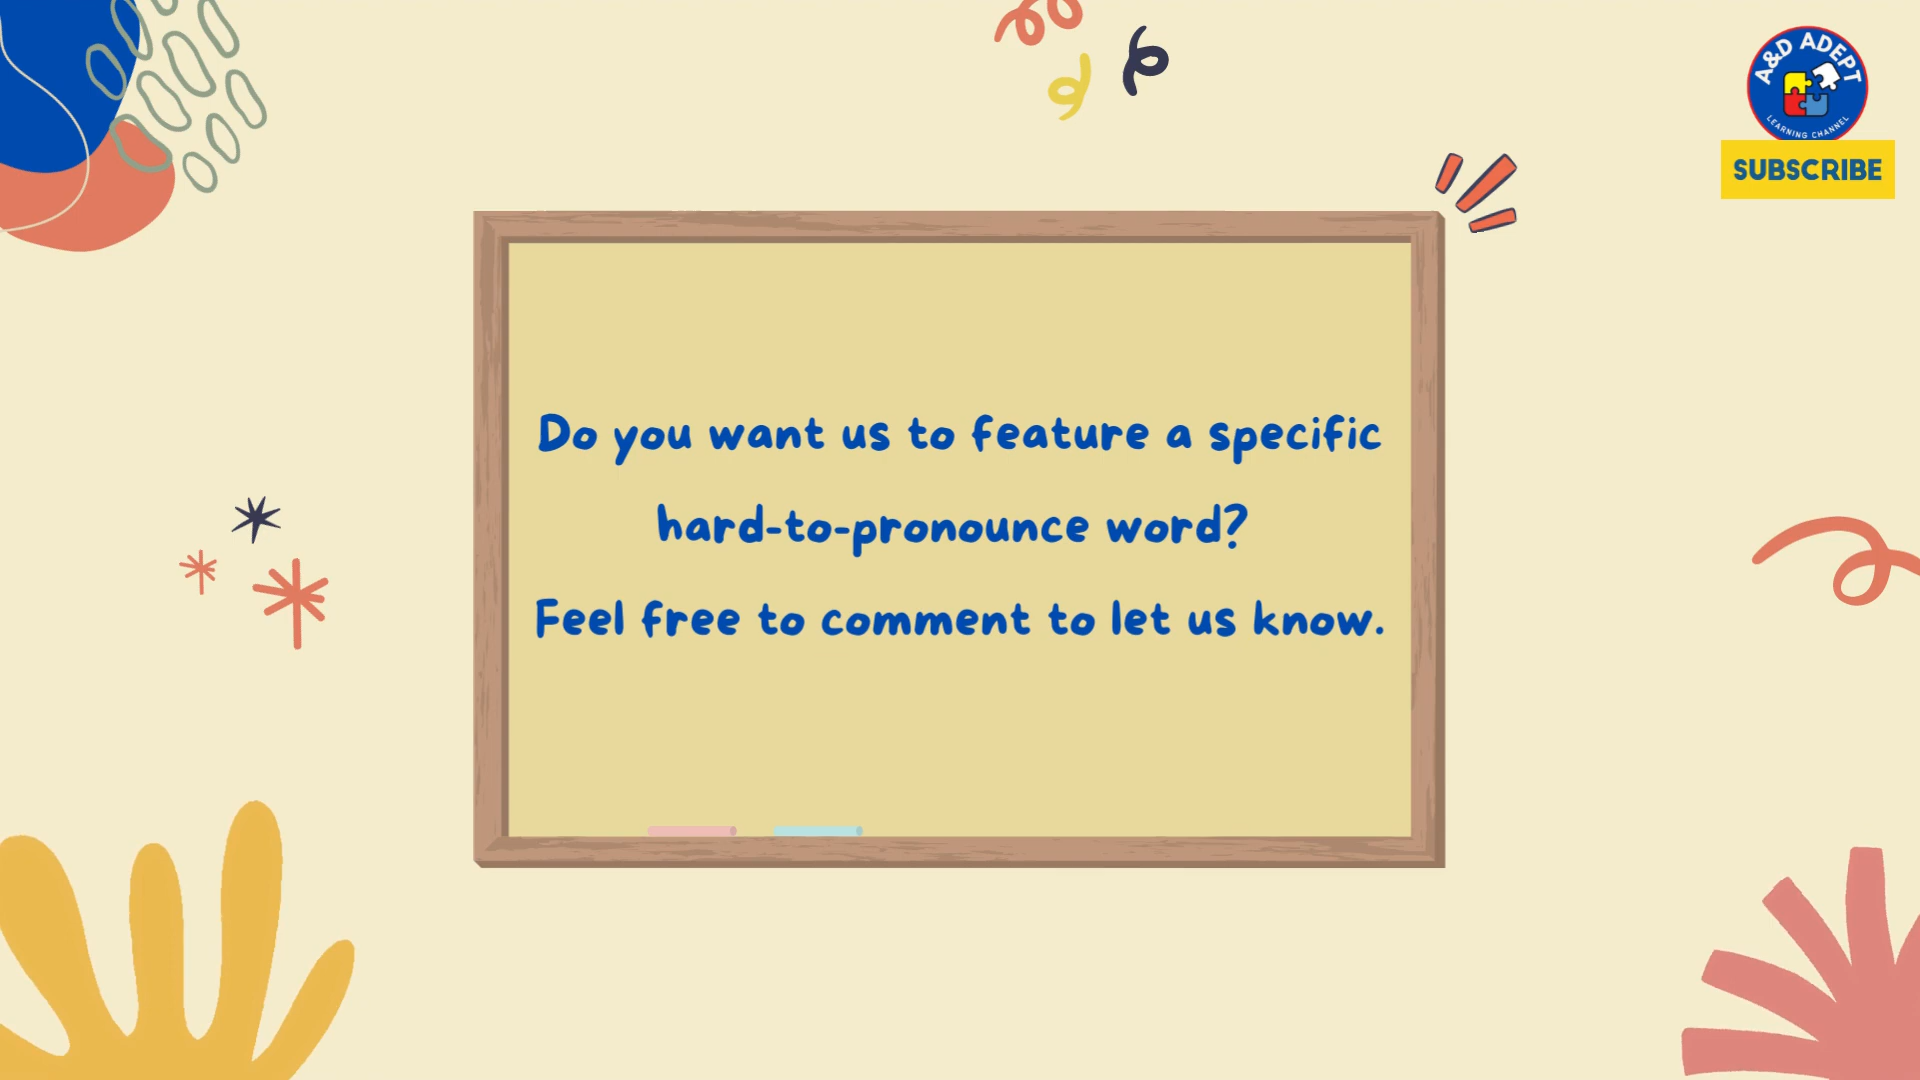 A&D ADEPT
LEARNING CHANNEL
SUBSCRIBE
Do you want us to feature a specific
hard-to-pronounce word?
Feel free to comment to let us know.